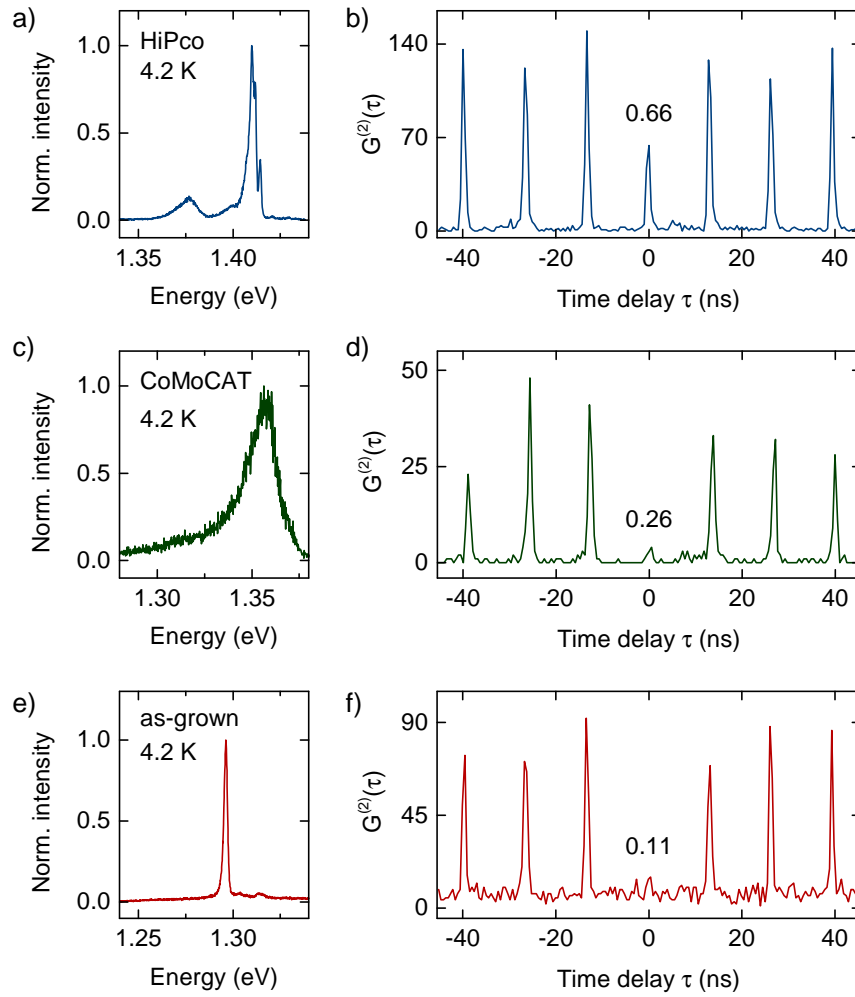 a)
HiPco
4.2 K
1.0
0.5
0.0
Norm. intensity
1.35
1.40
Energy (eV)
b)
140
70
0
G(2)(τ)
0.66
-40
-20
0
20
40
Time delay τ (ns)
c)
CoMoCAT
4.2 K
1.0
0.5
0.0
Norm. intensity
1.30
1.35
Energy (eV)
d)
50
25
0
G(2)(τ)
0.26
-40
-20
0
20
40
Time delay τ (ns)
e)
as-grown
4.2 K
1.0
0.5
0.0
Norm. intensity
1.25
1.30
Energy (eV)
f)
90
45
0
G(2)(τ)
0.11
-40
-20
0
20
40
Time delay τ (ns)